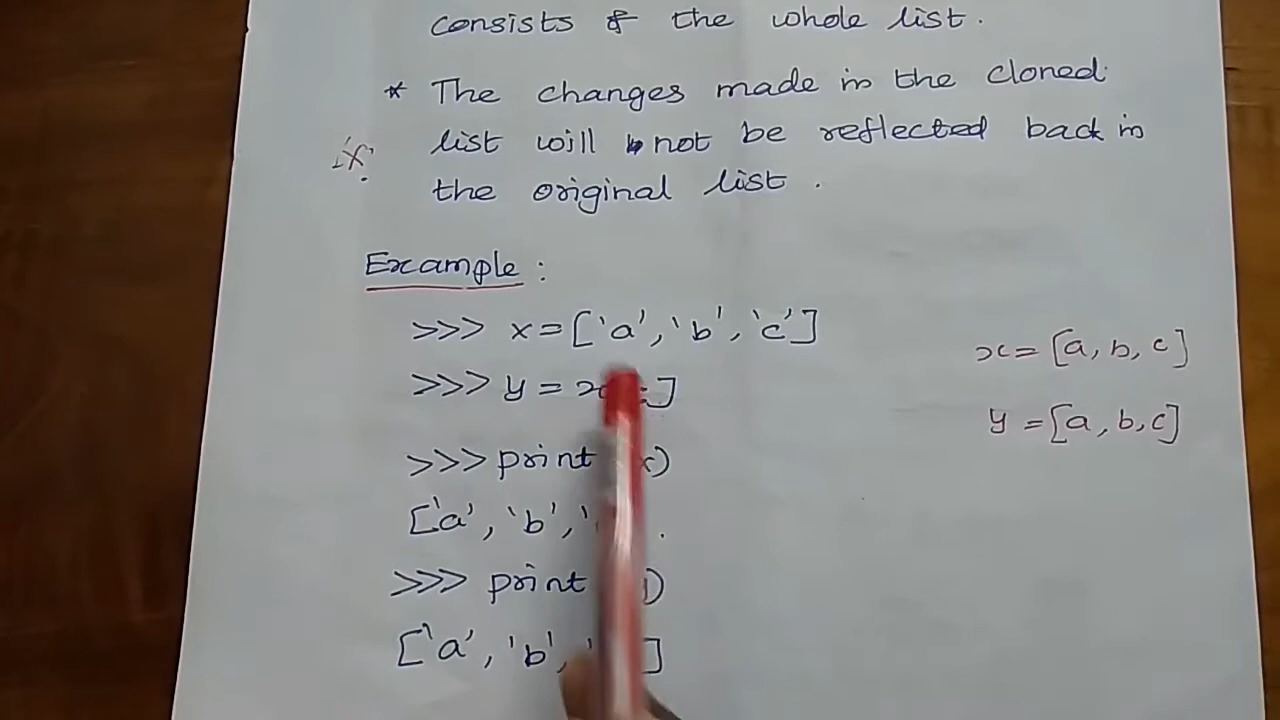 consists of the whole list.
* The changes made in the cloned
list will not be reflected back in
the original list.
Example:
>>> x=['a','b','c']
>>> y = x :]
>>> print x)
['a','b','
>>> print )
['a','b', ]
x= [a, b, c]
y = [a, b, c]